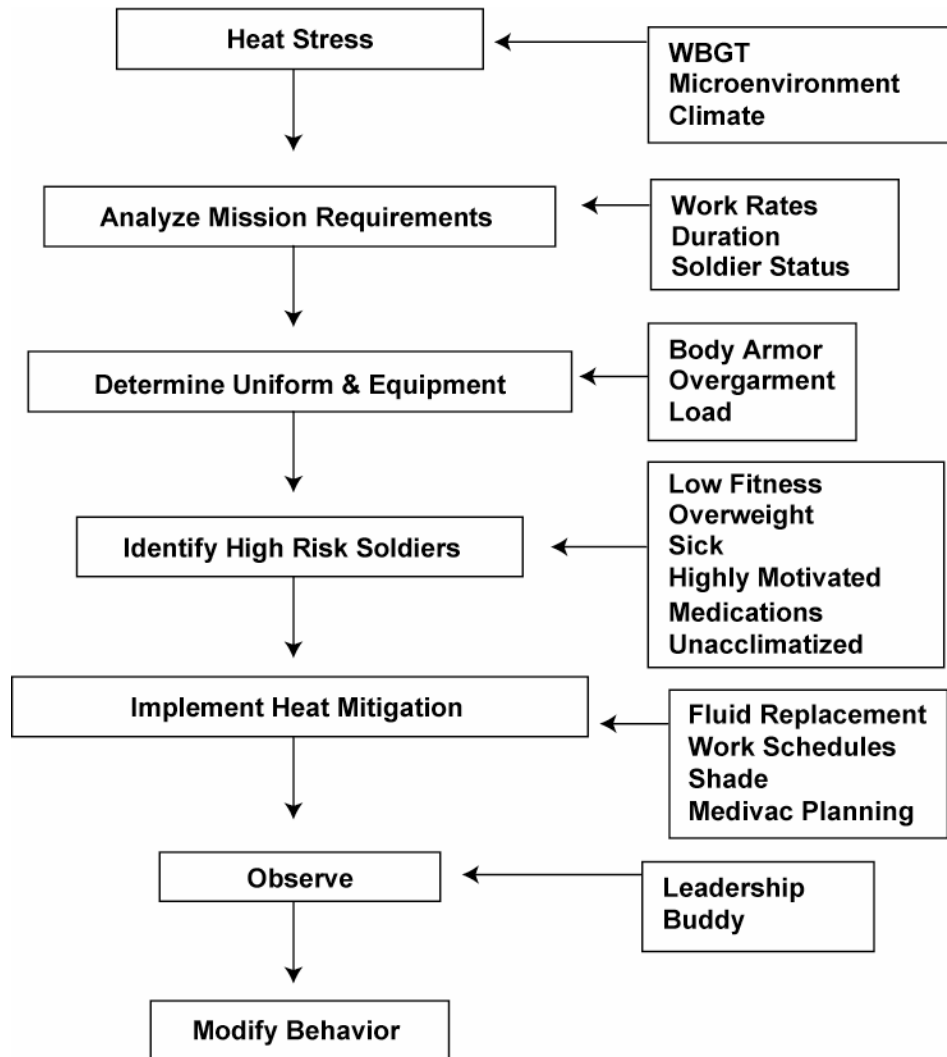 Heat Stress
WBGT
Microenvironment
Climate
Analyze Mission Requirements
Work Rates
Duration
Soldier Status
Determine Uniform & Equipment
Body Armor
Overgarment
Load
Identify High Risk Soldiers
Low Fitness
Overweight
Sick
Highly Motivated
Medications
Unacclimatized
Implement Heat Mitigation
Fluid Replacement
Work Schedules
Shade
Medivac Planning
Observe
Leadership
Buddy
Modify Behavior